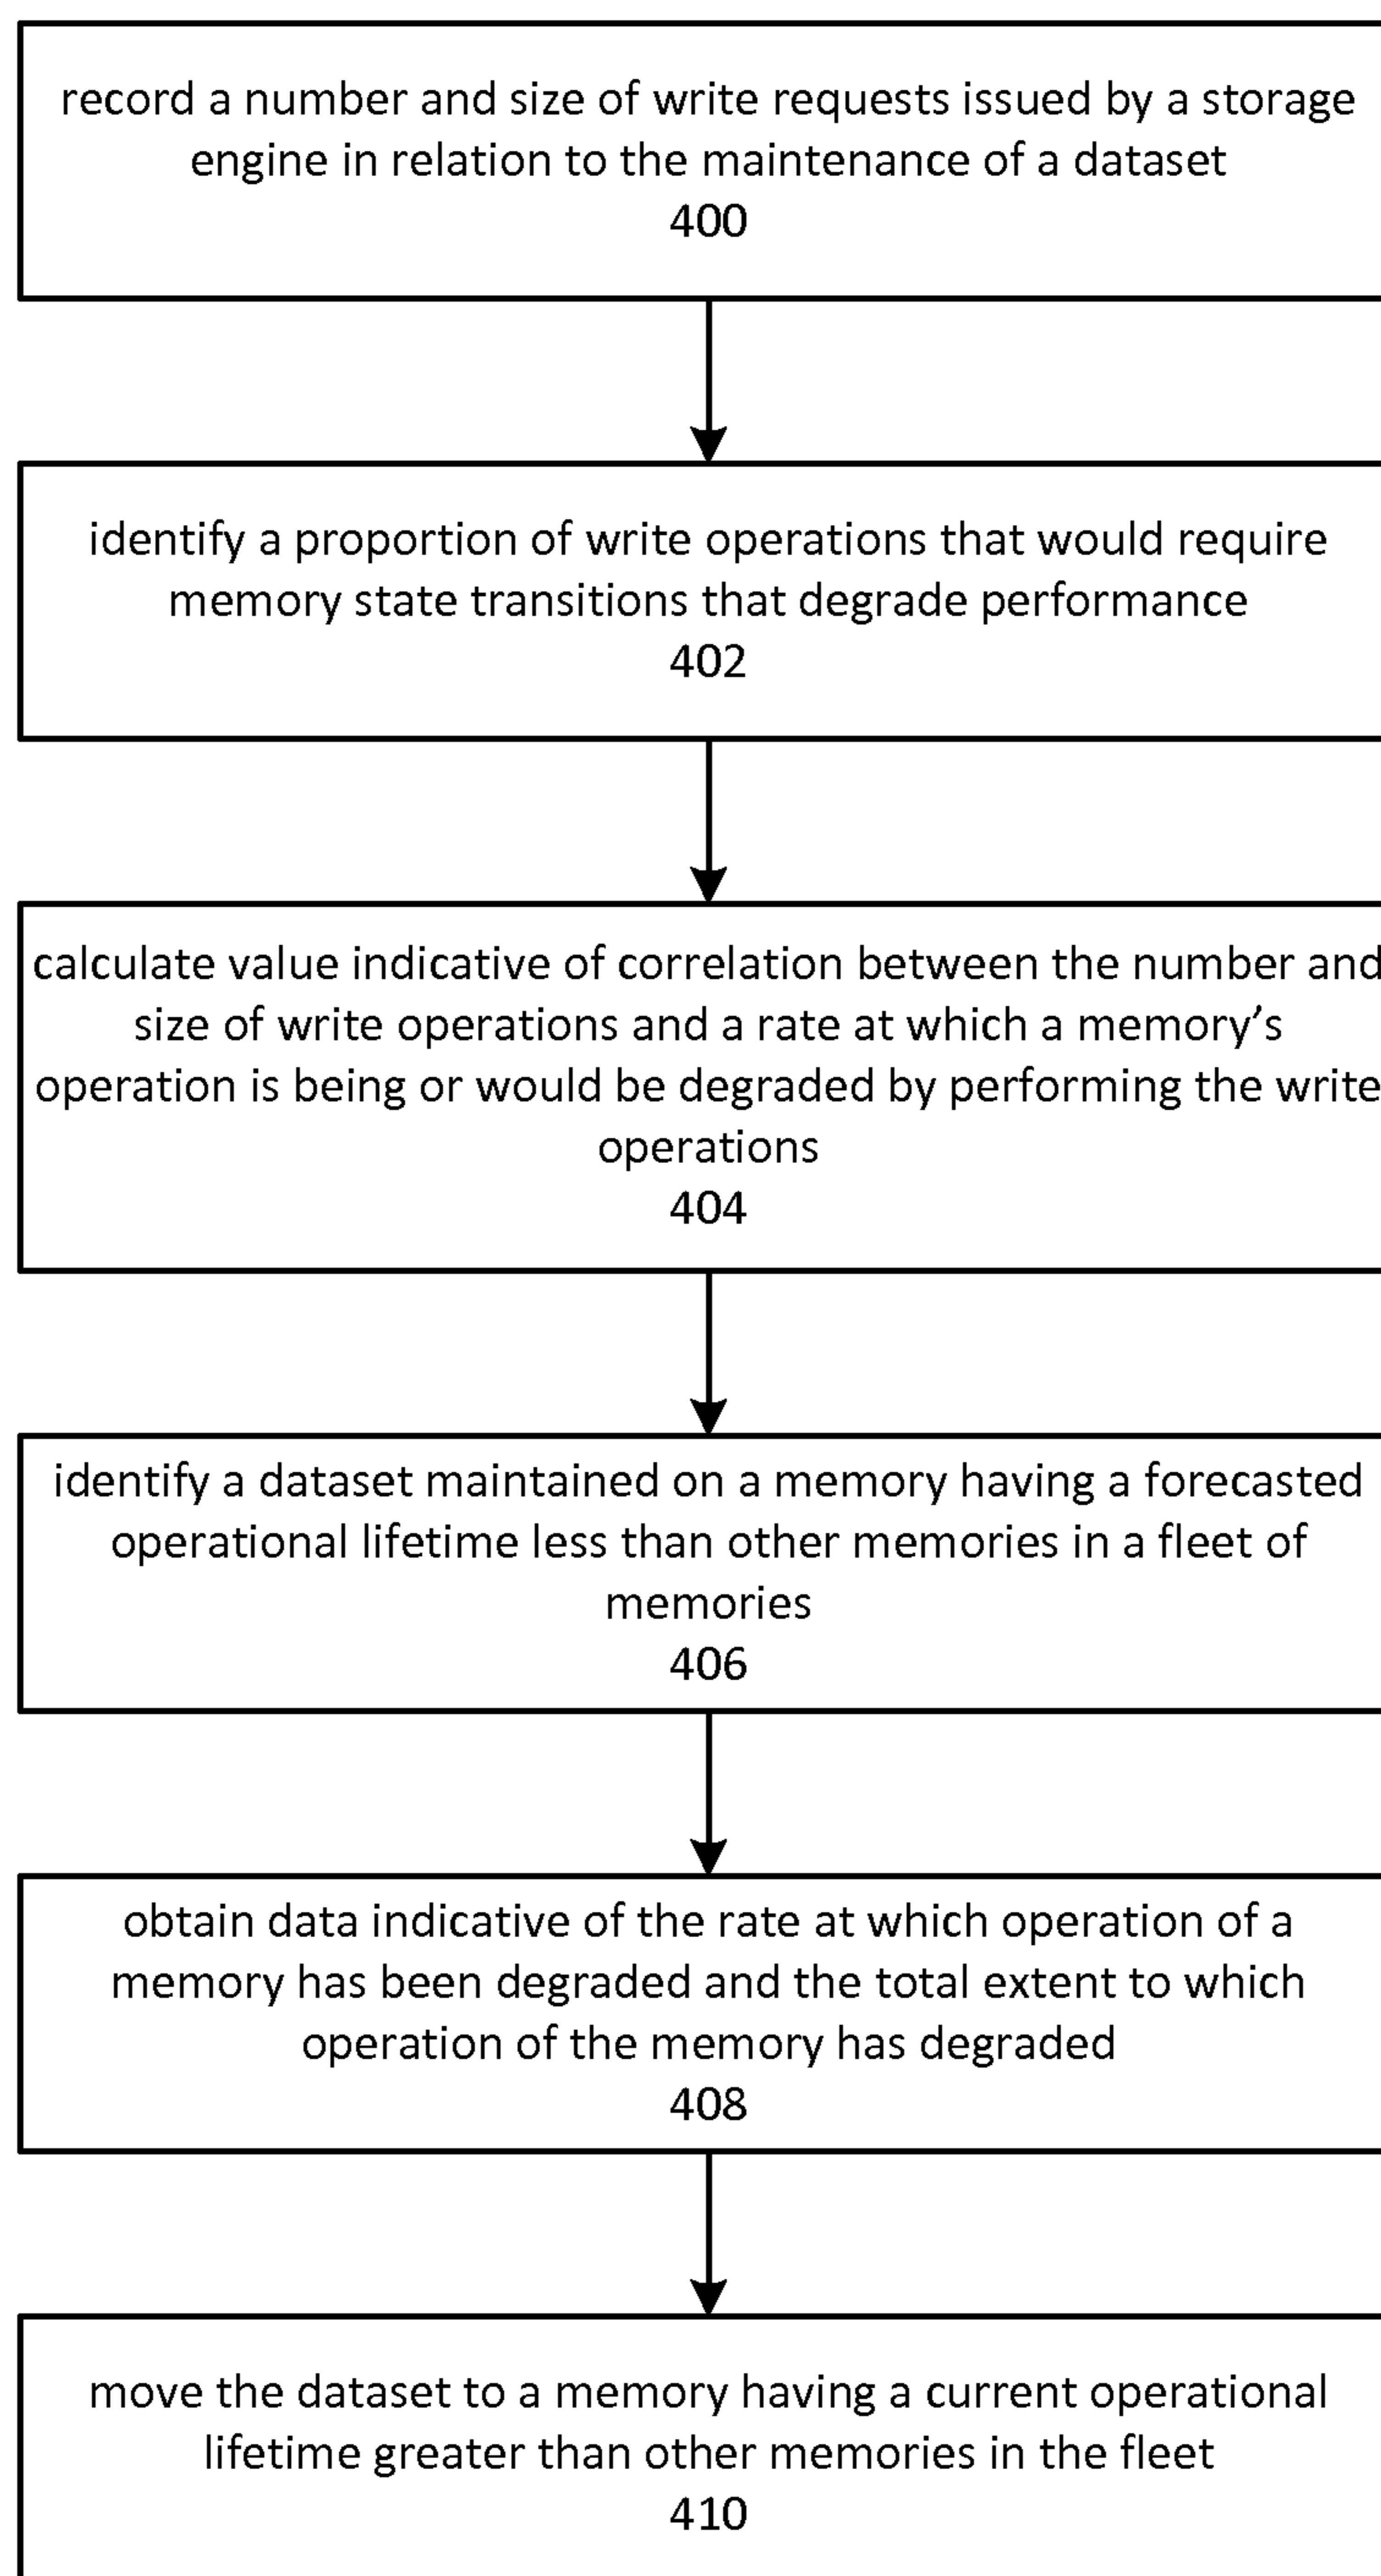 record a number and size of write requests issued by a storage
engine in relation to the maintenance of a dataset
400
identify a proportion of write operations that would require
memory state transitions that degrade performance
402
calculate value indicative of correlation between the number and
size of write operations and a rate at which a memory’s
operation is being or would be degraded by performing the write
operations
404
identify a dataset maintained on a memory having a forecasted
operational lifetime less than other memories in a fleet of
memories
406
obtain data indicative of the rate at which operation of a
memory has been degraded and the total extent to which
operation of the memory has degraded
408
move the dataset to a memory having a current operational
lifetime greater than other memories in the fleet
410